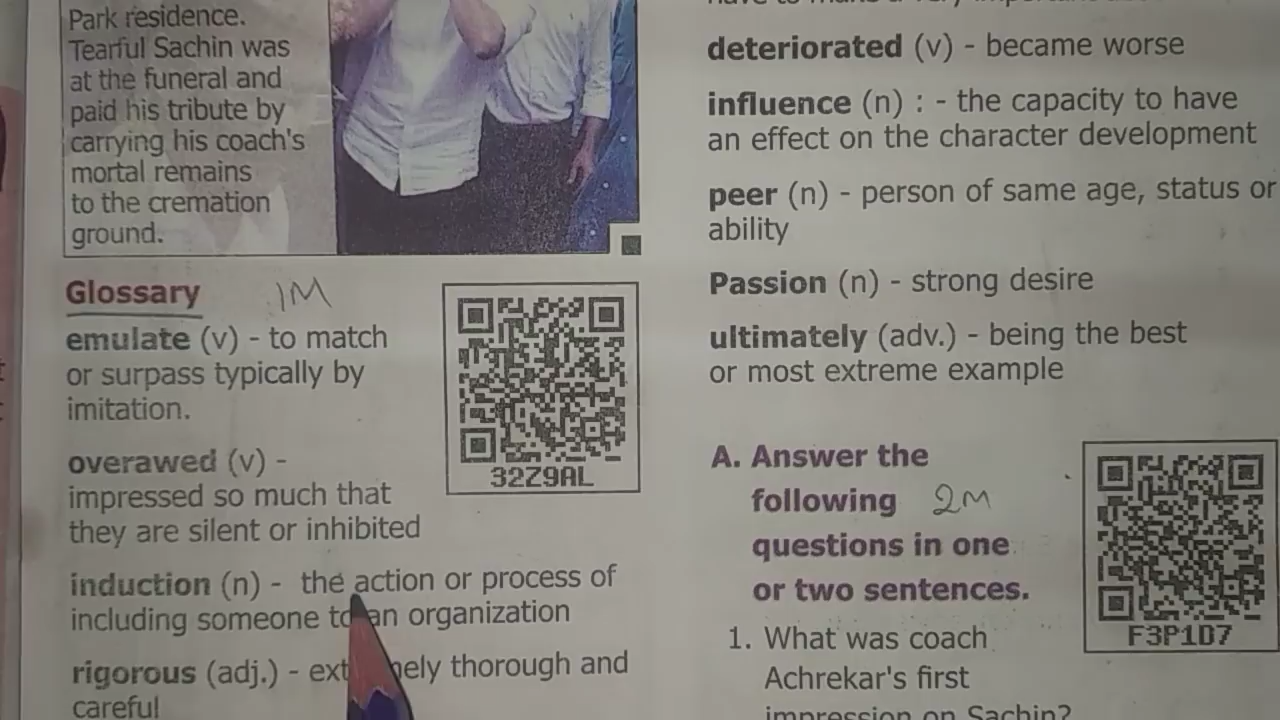 Park residence.
Tearful Sachin was
at the funeral and
paid his tribute by
carrying his coach's
mortal remains
to the cremation
ground.
Glossary 1M
emulate (v) - to match
or surpass typically by
imitation.
32Z9AL
overawed (v) -
impressed so much that
they are silent or inhibited
induction (n) - the action or process of
including someone to an organization
rigorous (adj.) - ext ely thorough and
careful
deteriorated (v) - became worse
influence (n) : - the capacity to have
an effect on the character development
peer (n) - person of same age, status or
ability
Passion (n) - strong desire
ultimately (adv.) - being the best
or most extreme example
A. Answer the
following 2M
questions in one
or two sentences.
F3P1D7
1. What was coach
Achrekar's first
impression on Sachin?